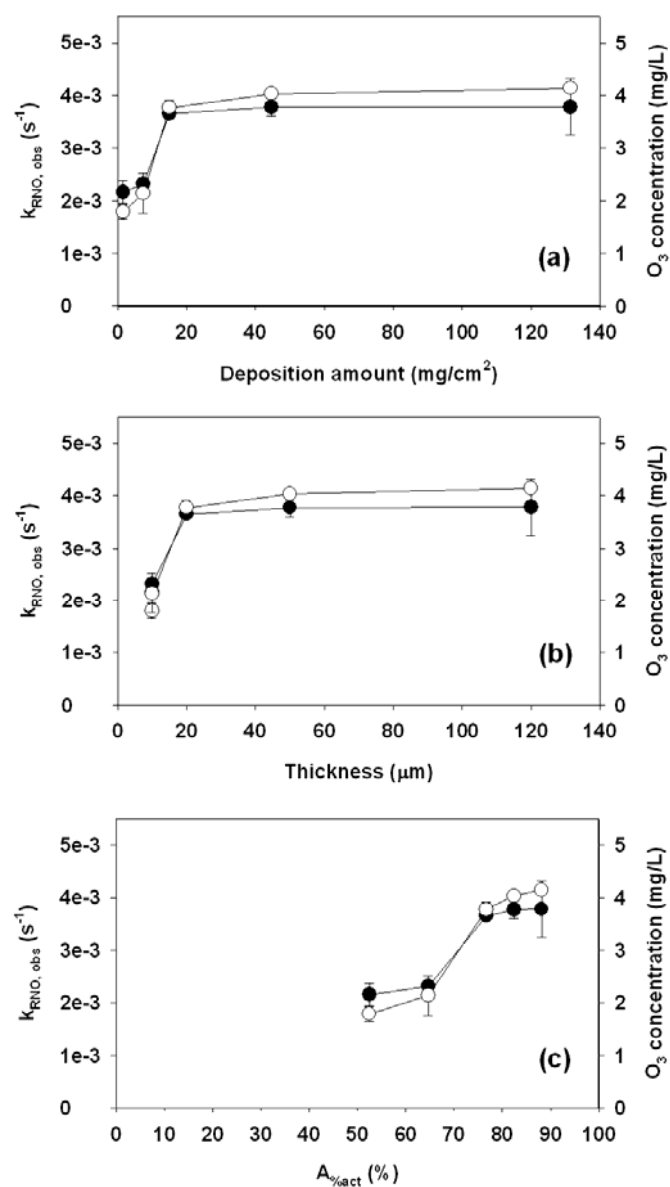 5e-3
4e-3
3e-3
2e-3
1e-3
0
k_RNO, obs (s⁻¹)
5
4
3
2
1
0
O₃ concentration (mg/L)
(a)
0 20 40 60 80 100 120 140
Deposition amount (mg/cm²)
5e-3
4e-3
3e-3
2e-3
1e-3
0
k_RNO, obs (s⁻¹)
5
4
3
2
1
0
O₃ concentration (mg/L)
(b)
0 20 40 60 80 100 120 140
Thickness (μm)
5e-3
4e-3
3e-3
2e-3
1e-3
0
k_RNO, obs (s⁻¹)
5
4
3
2
1
0
O₃ concentration (mg/L)
(c)
0 10 20 30 40 50 60 70 80 90 100
A_%act (%)